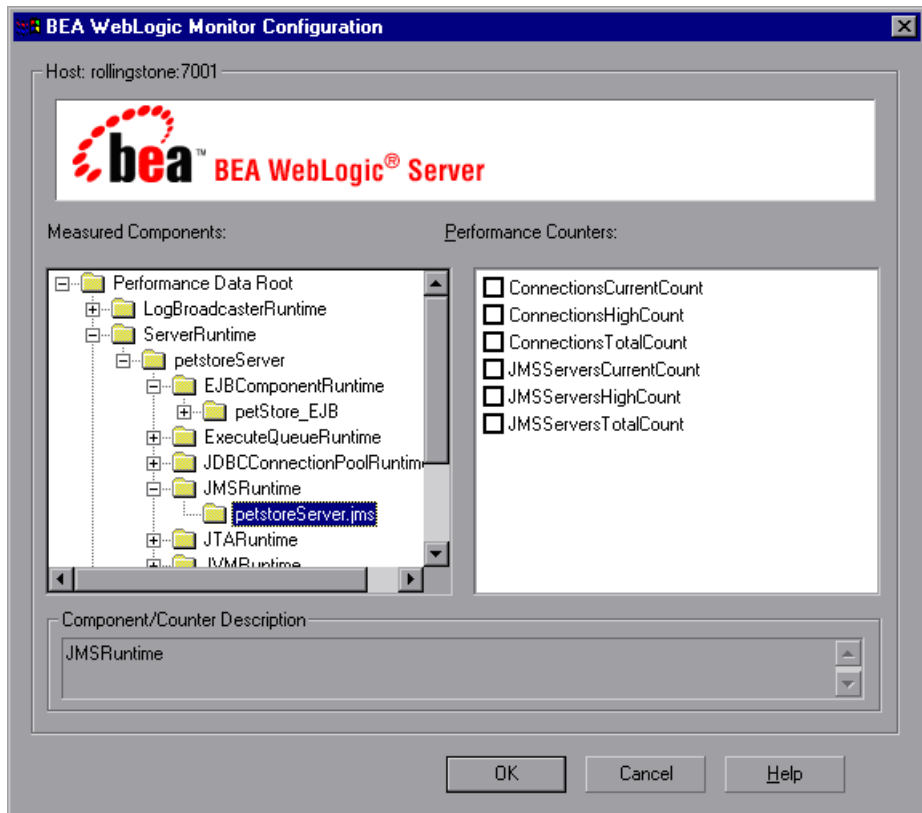 BEA WebLogic Monitor Configuration
Host: rollingstone:7001
bea™ BEA WebLogic® Server
Measured Components:
Performance Counters:
Performance Data Root
LogBroadcasterRuntime
ServerRuntime
petstoreServer
EJBComponentRuntime
petStore_EJB
ExecuteQueueRuntime
JDBCConnectionPoolRuntim
JMSRuntime
petstoreServer.jms
JTARuntime
JVMRuntime
ConnectionsCurrentCount
ConnectionsHighCount
ConnectionsTotalCount
JMSServersCurrentCount
JMSServersHighCount
JMSServersTotalCount
Component/Counter Description
JMSRuntime
OK Cancel Help